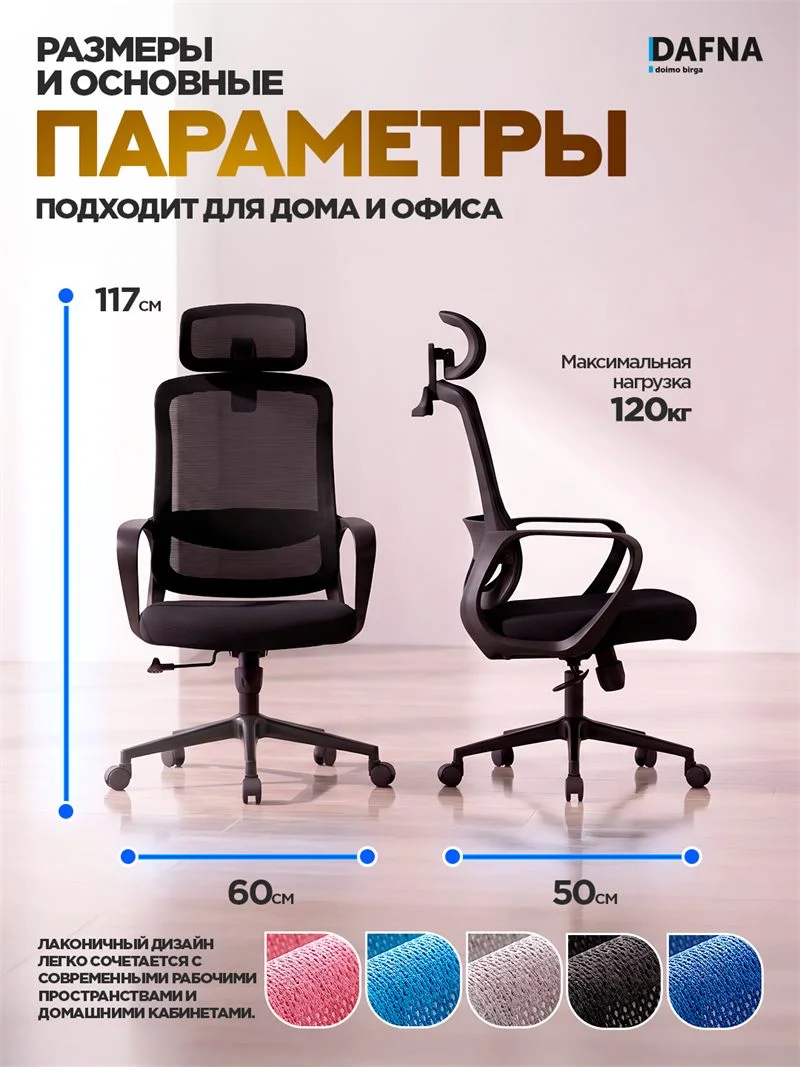 РАЗМЕРЫ
И ОСНОВНЫЕ
ПАРАМЕТРЫ
ПОДХОДИТ ДЛЯ ДОМА И ОФИСА
DAFNA
doimo birga
117см
Максимальная
нагрузка
120кг
60см
50см
ЛАКОНИЧНЫЙ ДИЗАЙН
ЛЕГКО СОЧЕТАЕТСЯ С
СОВРЕМЕННЫМИ РАБОЧИМИ
ПРОСТРАНСТВАМИ И
ДОМАШНИМИ КАБИНЕТАМИ.